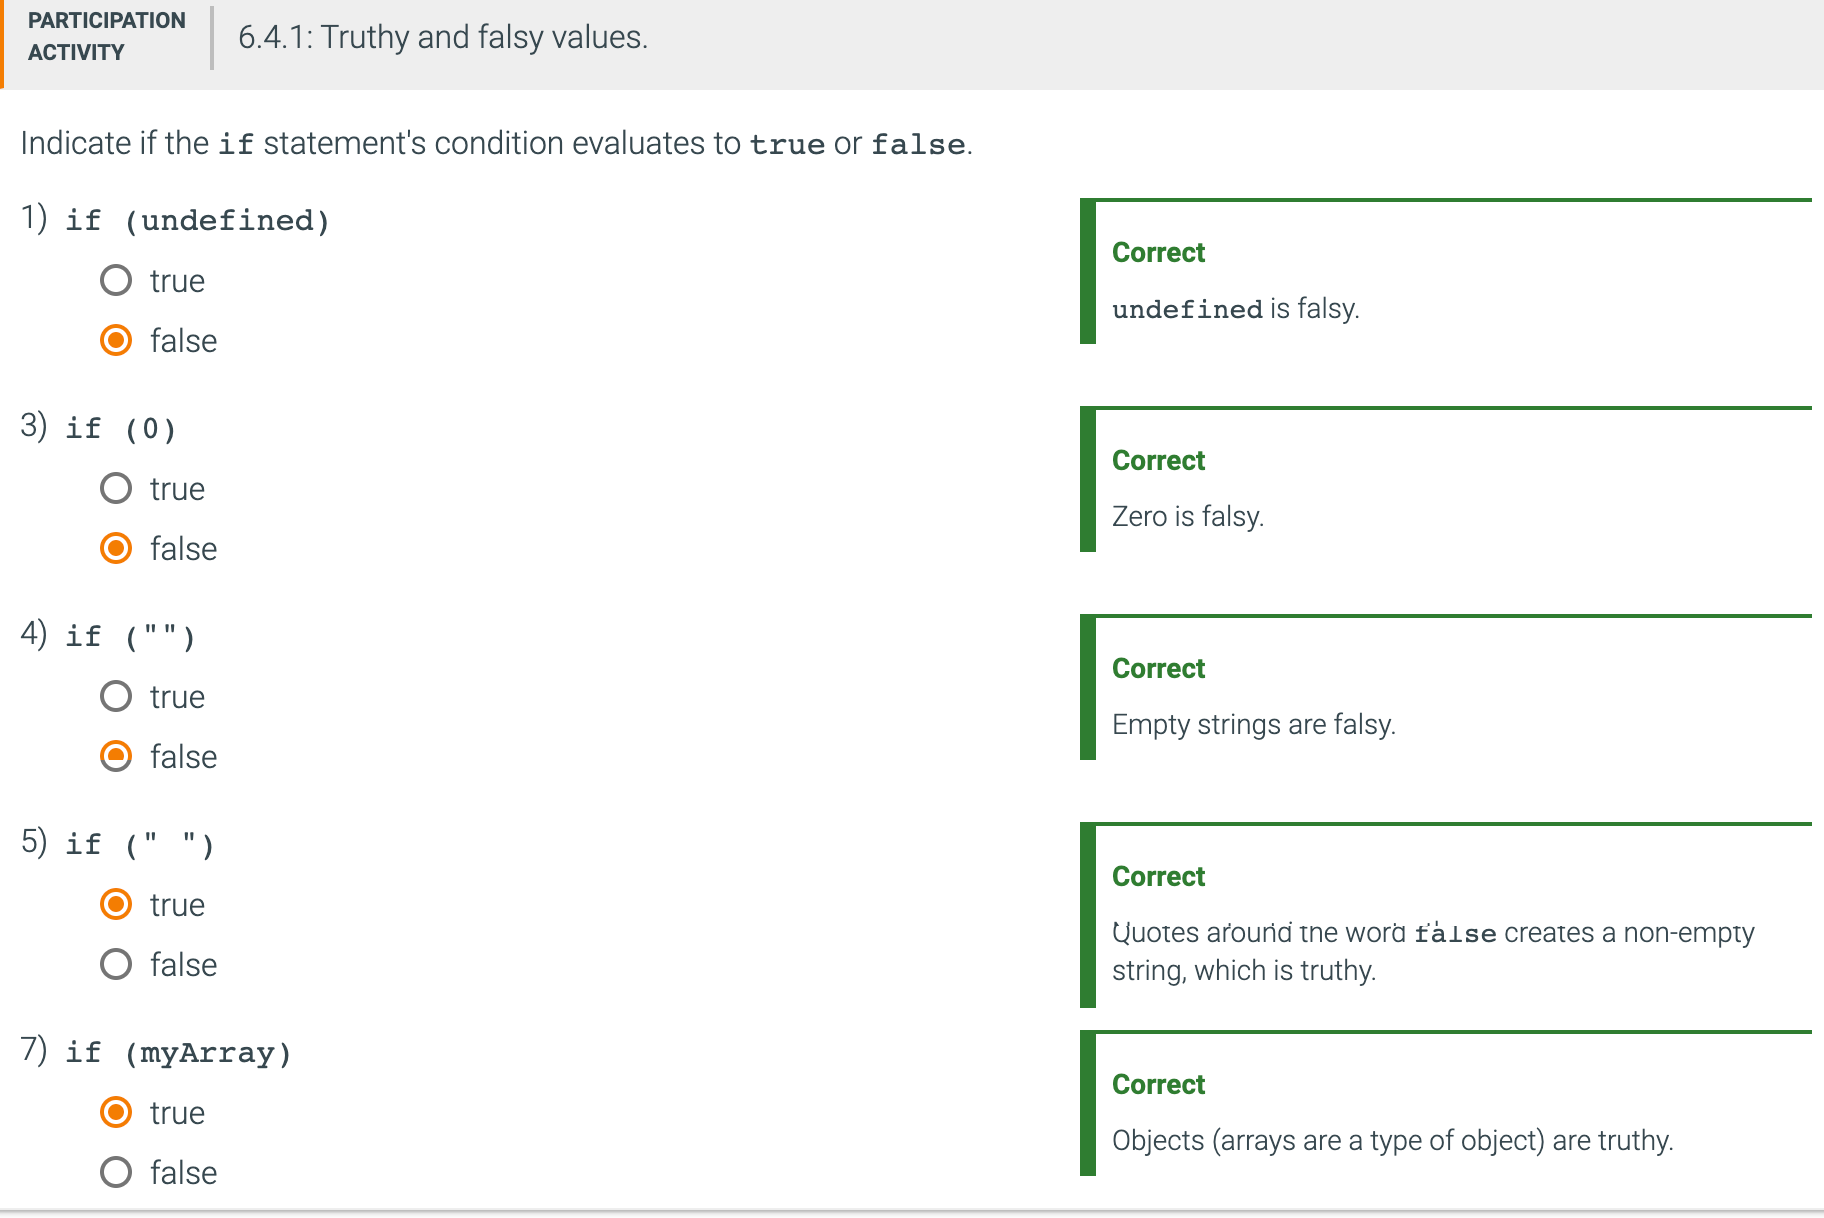 PARTICIPATION
ACTIVITY
6.4.1: Truthy and falsy values.
Indicate if the if statement's condition evaluates to true or false.
1) if (undefined)
true
false
Correct
undefined is falsy.
3) if (0)
true
false
Correct
Zero is falsy.
4) if ("")
true
false
Correct
Empty strings are falsy.
5) if (" ")
true
false
Correct
Quotes around the word false creates a non-empty
string, which is truthy.
7) if (myArray)
true
false
Correct
Objects (arrays are a type of object) are truthy.